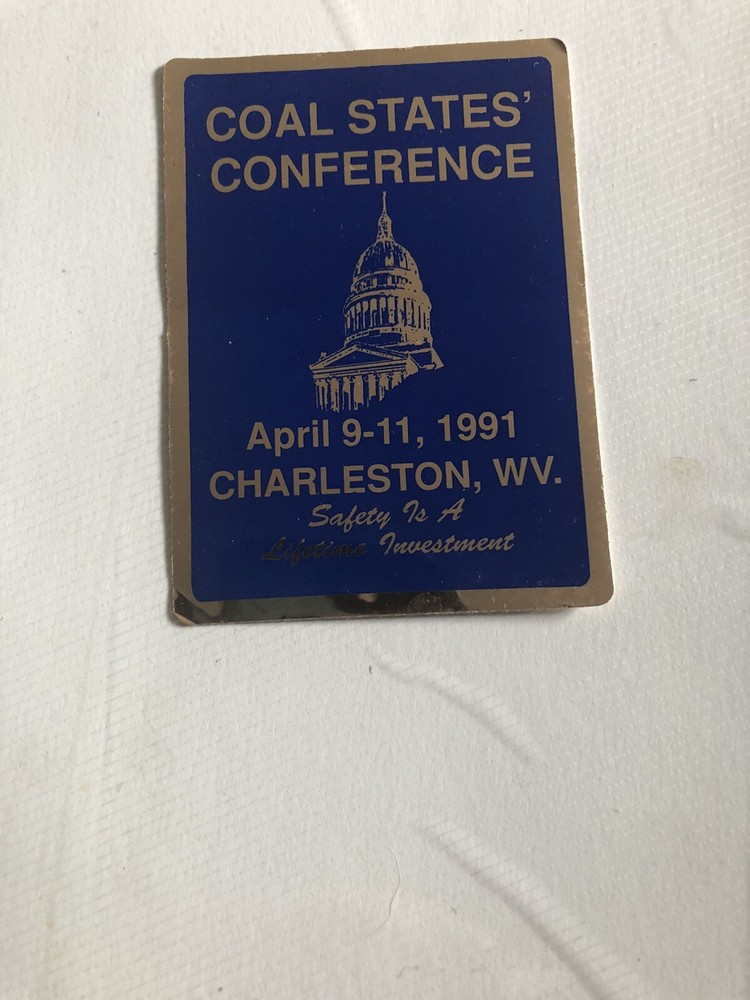 COAL STATES'
CONFERENCE
April 9-11, 1991
CHARLESTON, WV.
Safety Is A
Lifetime Investment